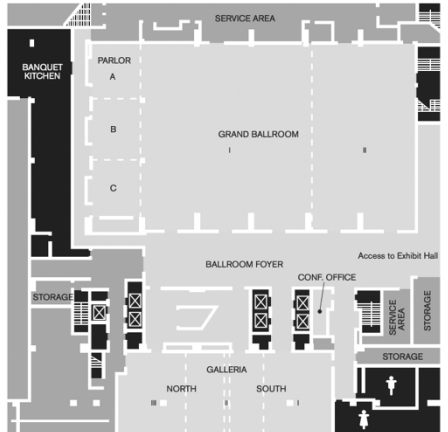 SERVICE AREA
BANQUET
KITCHEN
PARLOR
A
B
C
GRAND BALLROOM
I
II
Access to Exhibit Hall
BALLROOM FOYER
CONF. OFFICE
STORAGE
SERVICE
AREA
STORAGE
STORAGE
GALLERIA
NORTH
SOUTH
III
II
I